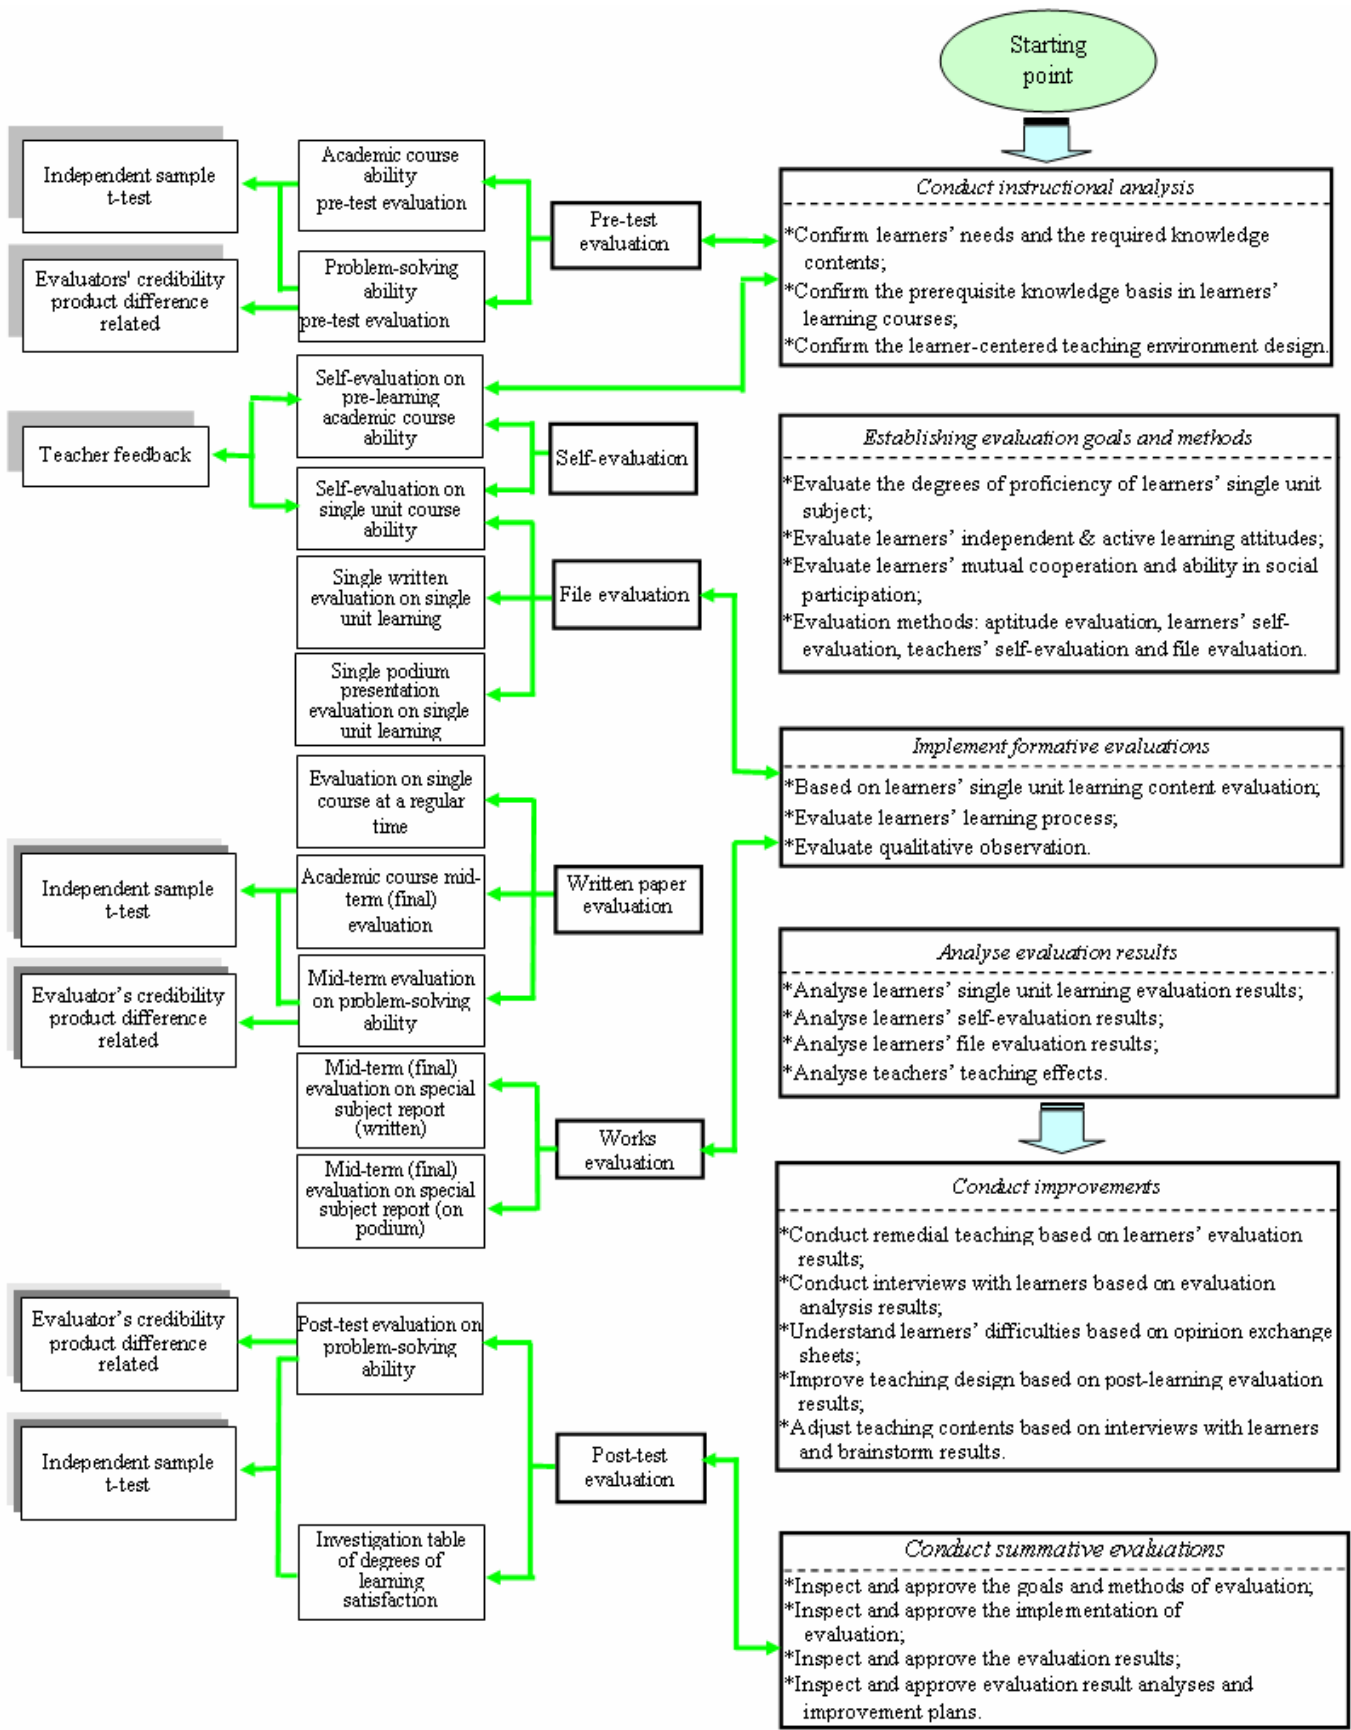 Starting
point
Independent sample
t-test
Evaluators' credibility
product difference
related
Academic course
ability
pre-test evaluation
Problem-solving
ability
pre-test evaluation
Pre-test
evaluation
Conduct instructional analysis
*Confirm learners’ needs and the required knowledge
contents;
*Confirm the prerequisite knowledge basis in learners’
learning courses;
*Confirm the learner-centered teaching environment design.
Teacher feedback
Self-evaluation on
pre-learning
academic course
ability
Self-evaluation on
single unit course
ability
Self-evaluation
Establishing evaluation goals and methods
*Evaluate the degrees of proficiency of learners’ single unit
subject;
*Evaluate learners’ independent & active learning attitudes;
*Evaluate learners’ mutual cooperation and ability in social
participation;
*Evaluation methods: aptitude evaluation, learners’ self-
evaluation, teachers’ self-evaluation and file evaluation.
Single written
evaluation on single
unit learning
Single podium
presentation
evaluation on single
unit learning
File evaluation
Implement formative evaluations
*Based on learners’ single unit learning content evaluation;
*Evaluate learners’ learning process;
*Evaluate qualitative observation.
Evaluation on single
course at a regular
time
Independent sample
t-test
Academic course mid-
term (final)
evaluation
Written paper
evaluation
Evaluator’s credibility
product difference
related
Mid-term evaluation
on problem-solving
ability
Analyse evaluation results
*Analyse learners’ single unit learning evaluation results;
*Analyse learners’ self-evaluation results;
*Analyse learners’ file evaluation results;
*Analyse teachers’ teaching effects.
Mid-term (final)
evaluation on special
subject report
(written)
Mid-term (final)
evaluation on special
subject report (on
podium)
Works
evaluation
Conduct improvements
*Conduct remedial teaching based on learners’ evaluation
results;
*Conduct interviews with learners based on evaluation
analysis results;
*Understand learners’ difficulties based on opinion exchange
sheets;
*Improve teaching design based on post-learning evaluation
results;
*Adjust teaching contents based on interviews with learners
and brainstorm results.
Evaluator’s credibility
product difference
related
Post-test evaluation on
problem-solving
ability
Independent sample
t-test
Post-test
evaluation
Investigation table
of degrees of
learning
satisfaction
Conduct summative evaluations
*Inspect and approve the goals and methods of evaluation;
*Inspect and approve the implementation of
evaluation;
*Inspect and approve the evaluation results;
*Inspect and approve evaluation result analyses and
improvement plans.